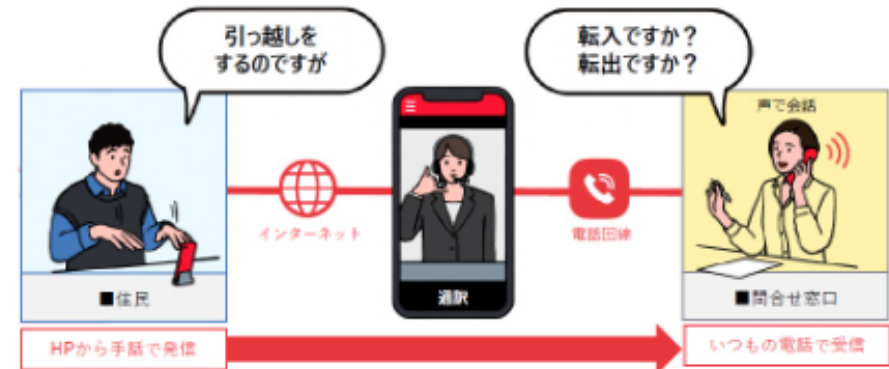 引っ越しを
するのですが
転入ですか？
転出ですか？
声で会話
インターネット
電話回線
通訳
■住民
■問合せ窓口
HPから手話で発信
いつもの電話で受信